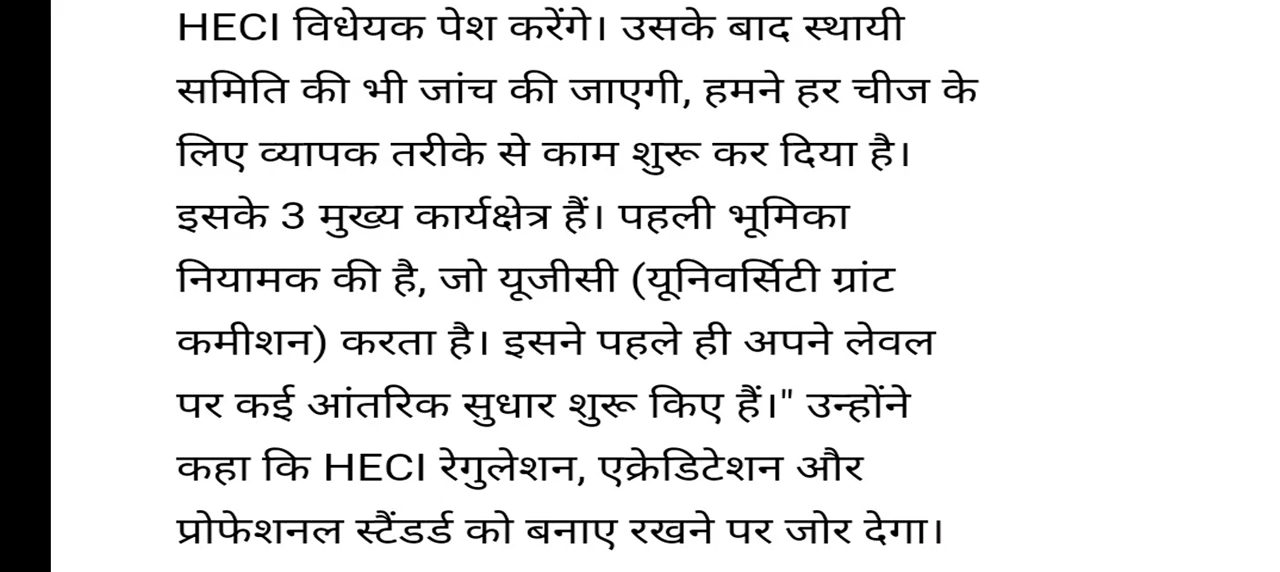 HECI विधेयक पेश करेंगे। उसके बाद स्थायी
समिति की भी जांच की जाएगी, हमने हर चीज के
लिए व्यापक तरीके से काम शुरू कर दिया है।
इसके 3 मुख्य कार्यक्षेत्र हैं। पहली भूमिका
नियामक की है, जो यूजीसी (यूनिवर्सिटी ग्रांट
कमीशन) करता है। इसने पहले ही अपने लेवल
पर कई आंतरिक सुधार शुरू किए हैं।" उन्होंने
कहा कि HECI रेगुलेशन, एक्रेडिटेशन और
प्रोफेशनल स्टैंडर्ड को बनाए रखने पर जोर देगा।